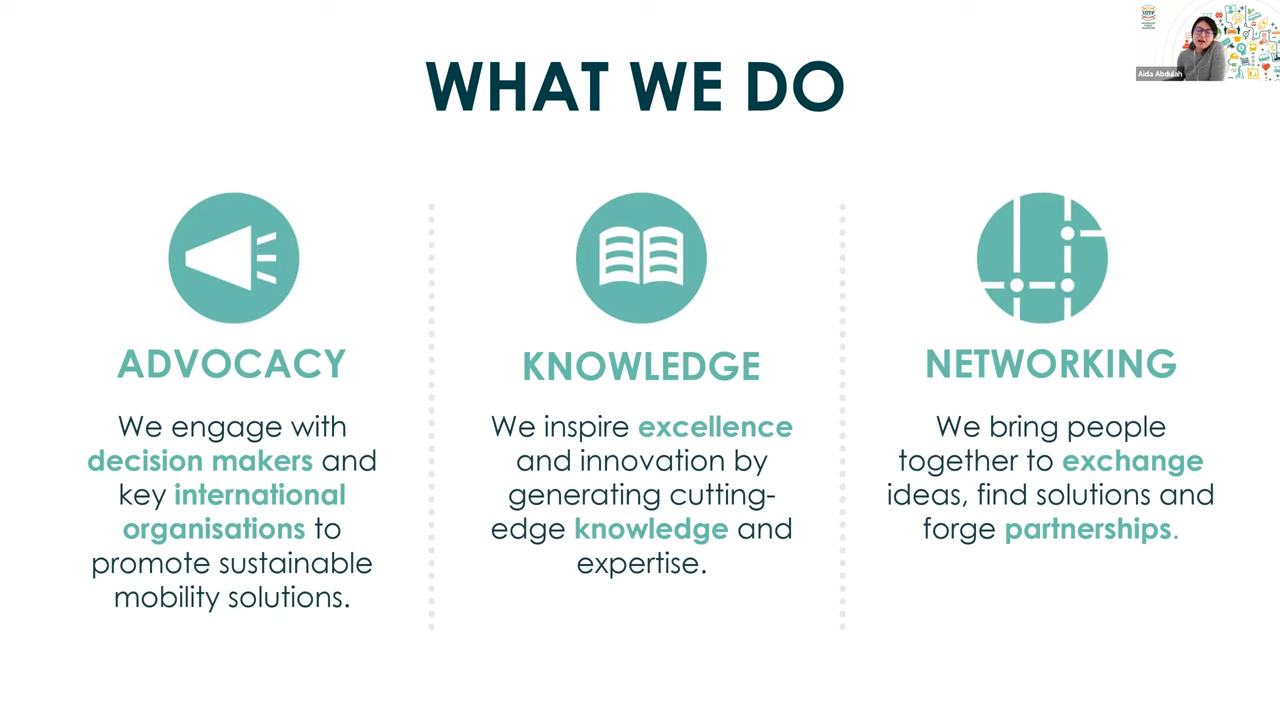 WHAT WE DO
UITP
Aida Abdulah
ADVOCACY
We engage with
decision makers and
key international
organisations to
promote sustainable
mobility solutions.
KNOWLEDGE
We inspire excellence
and innovation by
generating cutting-
edge knowledge and
expertise.
NETWORKING
We bring people
together to exchange
ideas, find solutions and
forge partnerships.